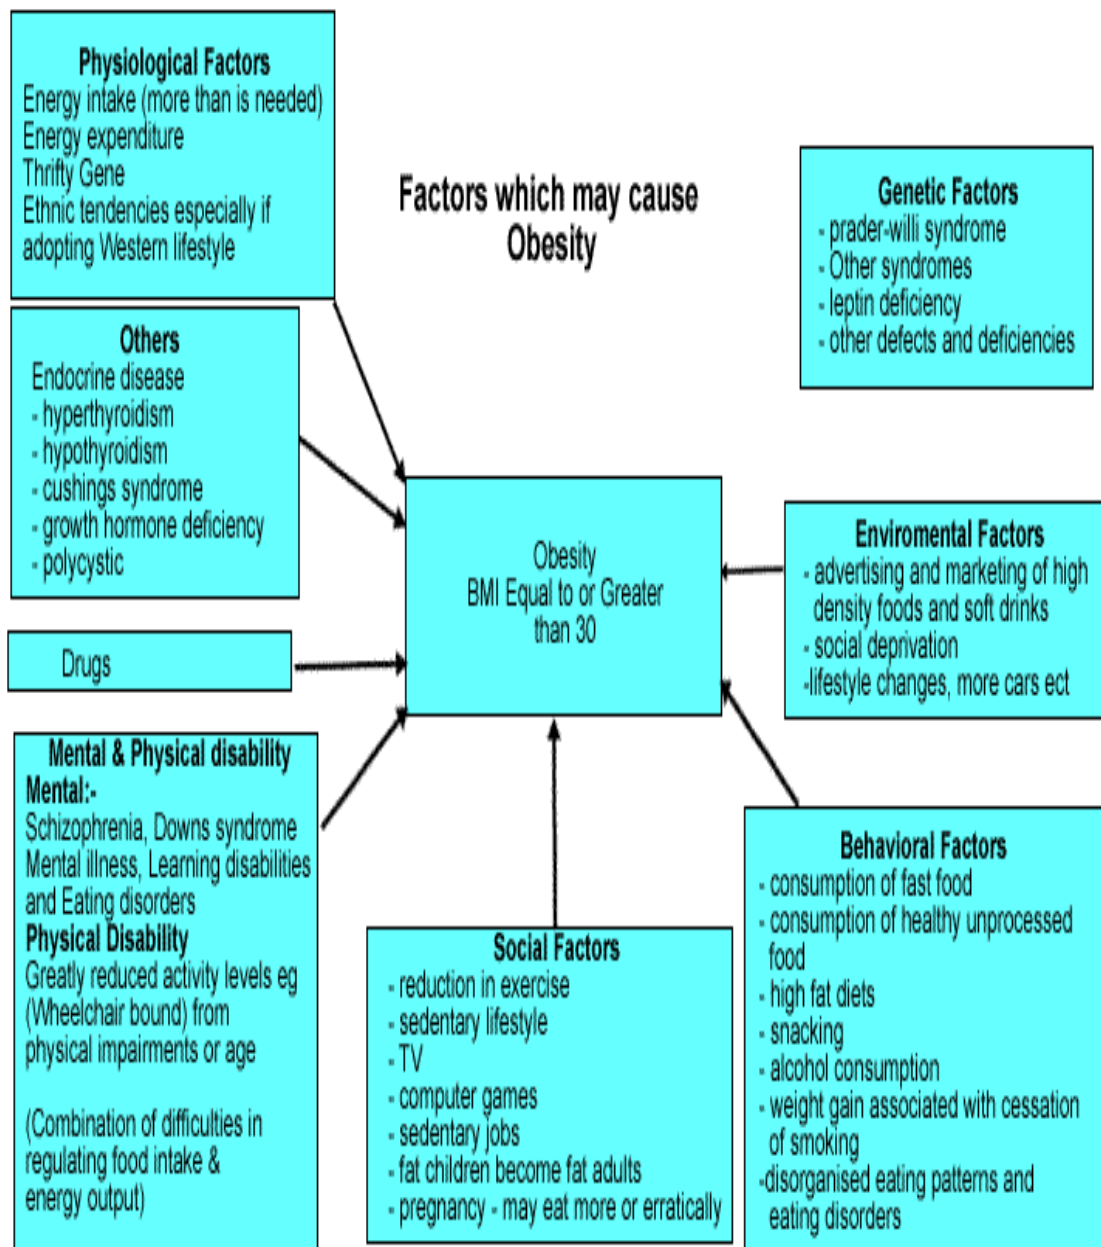 Physiological Factors
Energy intake (more than is needed)
Energy expenditure
Thrifty Gene
Ethnic tendencies especially if
adopting Western lifestyle
Factors which may cause
Obesity
Genetic Factors
- prader-willi syndrome
- Other syndromes
- leptin deficiency
- other defects and deficiencies
Others
Endocrine disease
- hyperthyroidism
- hypothyroidism
- cushings syndrome
- growth hormone deficiency
- polycystic
Obesity
BMI Equal to or Greater
than 30
Enviromental Factors
- advertising and marketing of high
density foods and soft drinks
- social deprivation
-lifestyle changes, more cars ect
Drugs
Mental & Physical disability
Mental:-
Schizophrenia, Downs syndrome
Mental illness, Learning disabilities
and Eating disorders
Physical Disability
Greatly reduced activity levels eg
(Wheelchair bound) from
physical impairments or age
(Combination of difficulties in
regulating food intake &
energy output)
Social Factors
- reduction in exercise
- sedentary lifestyle
- TV
- computer games
- sedentary jobs
- fat children become fat adults
- pregnancy - may eat more or erratically
Behavioral Factors
- consumption of fast food
- consumption of healthy unprocessed
food
- high fat diets
- snacking
- alcohol consumption
- weight gain associated with cessation
of smoking
-disorganised eating patterns and
eating disorders